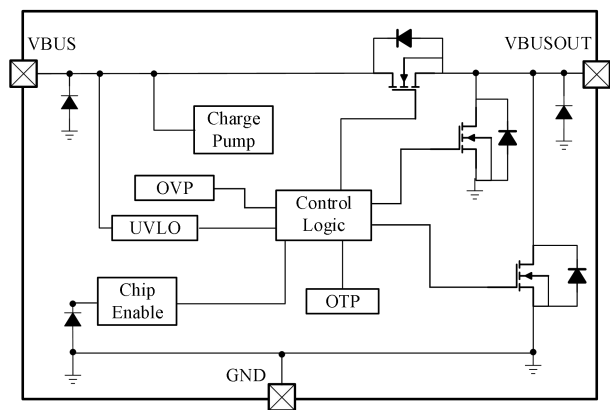 VBUS
VBUSOUT
Charge
Pump
OVP
Control
Logic
UVLO
Chip
Enable
OTP
GND